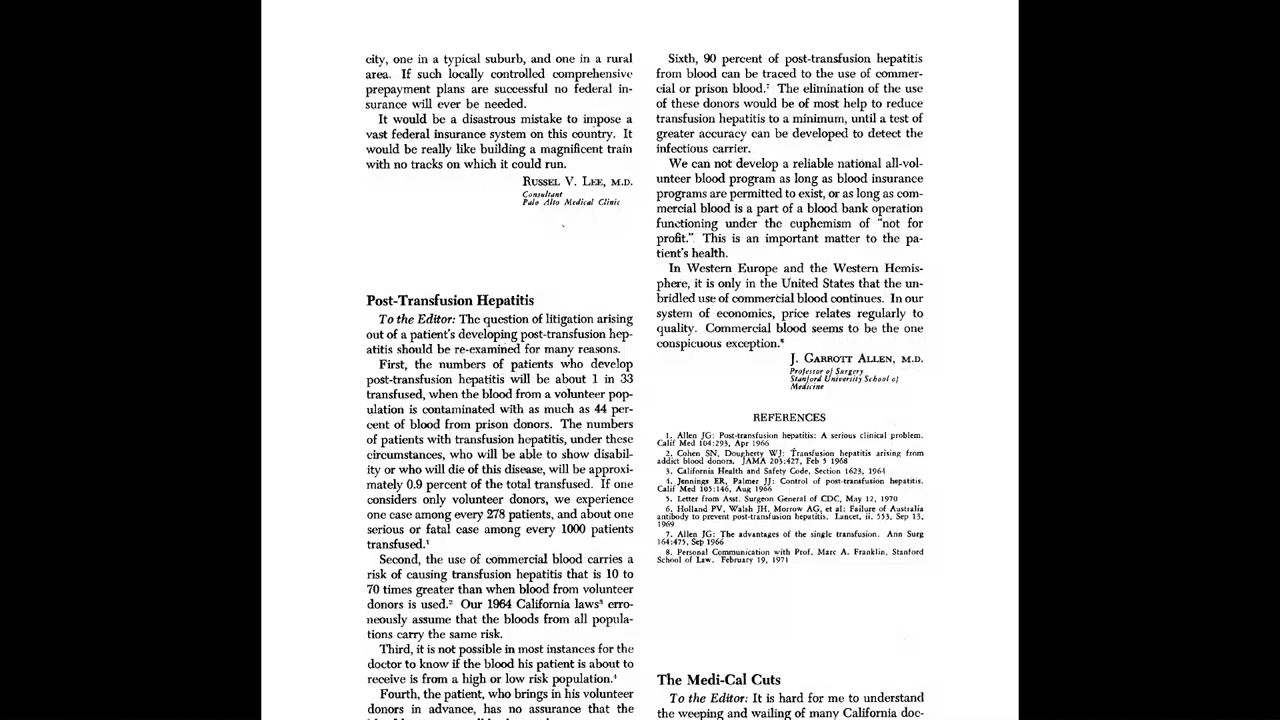 city, one in a typical suburb, and one in a rural
area. If such locally controlled comprehensive
prepayment plans are successful no federal in-
surance will ever be needed.
It would be a disastrous mistake to impose a
vast federal insurance system on this country. It
would be really like building a magnificent train
with no tracks on which it could run.
RUSSEL V. LEE, M.D.
Consultant
Palo Alto Medical Clinic
Post-Transfusion Hepatitis
To the Editor: The question of litigation arising
out of a patient's developing post-transfusion hep-
atitis should be re-examined for many reasons.
First, the numbers of patients who develop
post-transfusion hepatitis will be about 1 in 33
transfused, when the blood from a volunteer pop-
ulation is contaminated with as much as 44 per-
cent of blood from prison donors. The numbers
of patients with transfusion hepatitis, under these
circumstances, who will be able to show disabil-
ity or who will die of this disease, will be approxi-
mately 0.9 percent of the total transfused. If one
considers only volunteer donors, we experience
one case among every 278 patients, and about one
serious or fatal case among every 1000 patients
transfused.¹
Second, the use of commercial blood carries a
risk of causing transfusion hepatitis that is 10 to
70 times greater than when blood from volunteer
donors is used.² Our 1964 California laws³ erro-
neously assume that the bloods from all popula-
tions carry the same risk.
Third, it is not possible in most instances for the
doctor to know if the blood his patient is about to
receive is from a high or low risk population.⁴
Fourth, the patient, who brings in his volunteer
donors in advance, has no assurance that the
Sixth, 90 percent of post-transfusion hepatitis
from blood can be traced to the use of commer-
cial or prison blood.⁷ The elimination of the use
of these donors would be of most help to reduce
transfusion hepatitis to a minimum, until a test of
greater accuracy can be developed to detect the
infectious carrier.
We can not develop a reliable national all-vol-
unteer blood program as long as blood insurance
programs are permitted to exist, or as long as com-
mercial blood is a part of a blood bank operation
functioning under the euphemism of "not for
profit." This is an important matter to the pa-
tient's health.
In Western Europe and the Western Hemis-
phere, it is only in the United States that the un-
bridled use of commercial blood continues. In our
system of economics, price relates regularly to
quality. Commercial blood seems to be the one
conspicuous exception.⁸
J. GARROTT ALLEN, M.D.
Professor of Surgery
Stanford University School of
Medicine
REFERENCES
1. Allen JG: Post-transfusion hepatitis: A serious clinical problem.
Calif Med 104:293, Apr 1966
2. Cohen SN, Dougherty WJ: Transfusion hepatitis arising from
addict blood donors. JAMA 203:427, Feb 5 1968
3. California Health and Safety Code, Section 1623, 1964
4. Jennings ER, Palmer JJ: Control of post-transfusion hepatitis.
Calif Med 105:146, Aug 1966
5. Letter from Asst. Surgeon General of CDC, May 12, 1970
6. Holland PV, Walsh JH, Morrow AG, et al: Failure of Australia
antibody to prevent post-transfusion hepatitis. Lancet, ii. 553, Sep 13,
1969
7. Allen JG: The advantages of the single transfusion. Ann Surg
164:475, Sep 1966
8. Personal Communication with Prof. Marc A. Franklin, Stanford
School of Law. February 19, 1971
The Medi-Cal Cuts
To the Editor: It is hard for me to understand
the weeping and wailing of many California doc-